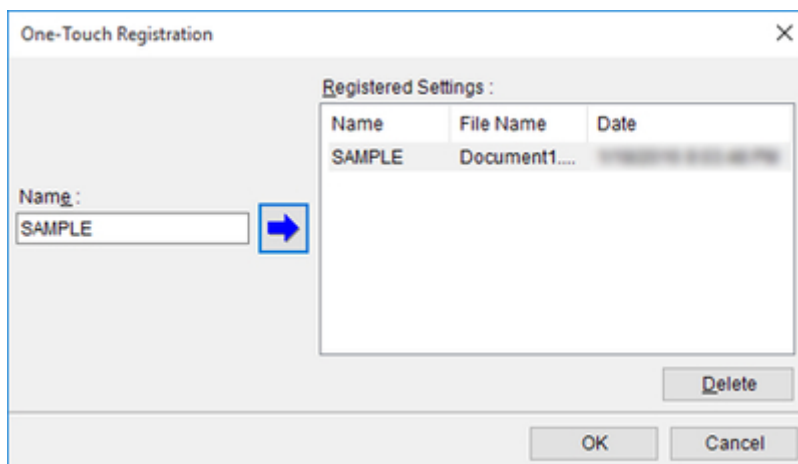 One-Touch Registration
Registered Settings :
Name File Name Date
SAMPLE Document1....
Name :
SAMPLE
Delete
OK Cancel